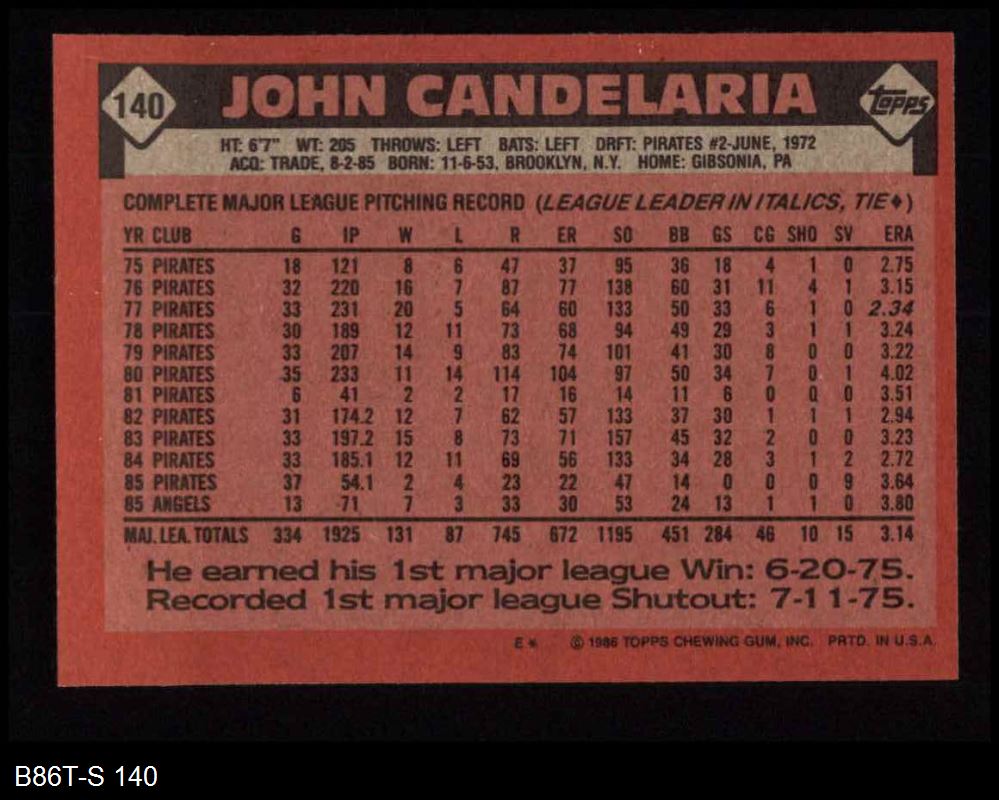 140 JOHN CANDELARIA Topps
HT: 6'7" WT: 205 THROWS: LEFT BATS: LEFT DRFT: PIRATES #2-JUNE, 1972
ACQ: TRADE, 8-2-85 BORN: 11-6-53, BROOKLYN, N.Y. HOME: GIBSONIA, PA
COMPLETE MAJOR LEAGUE PITCHING RECORD (LEAGUE LEADER IN ITALICS, TIE♦)
YR CLUB G IP W L R ER SO BB GS CG SHO SV ERA
75 PIRATES 18 121 8 6 47 37 95 36 18 4 1 0 2.75
76 PIRATES 32 220 16 7 87 77 138 60 31 11 4 1 3.15
77 PIRATES 33 231 20 5 64 60 133 50 33 6 1 0 2.34
78 PIRATES 30 189 12 11 73 68 94 49 29 3 1 1 3.24
79 PIRATES 33 207 14 9 83 74 101 41 30 8 0 0 3.22
80 PIRATES 35 233 11 14 114 104 97 50 34 7 0 1 4.02
81 PIRATES 6 41 2 2 17 16 14 11 6 0 0 0 3.51
82 PIRATES 31 174.2 12 7 62 57 133 37 30 1 1 1 2.94
83 PIRATES 33 197.2 15 8 73 71 157 45 32 2 0 0 3.23
84 PIRATES 33 185.1 12 11 69 56 133 34 28 3 1 2 2.72
85 PIRATES 37 54.1 2 4 23 22 47 14 0 0 0 9 3.64
85 ANGELS 13 71 7 3 33 30 53 24 13 1 1 0 3.80
MAJ. LEA. TOTALS 334 1925 131 87 745 672 1195 451 284 46 10 15 3.14
He earned his 1st major league Win: 6-20-75.
Recorded 1st major league Shutout: 7-11-75.
E* © 1986 TOPPS CHEWING GUM, INC. PRTD. IN U.S.A.
B86T-S 140